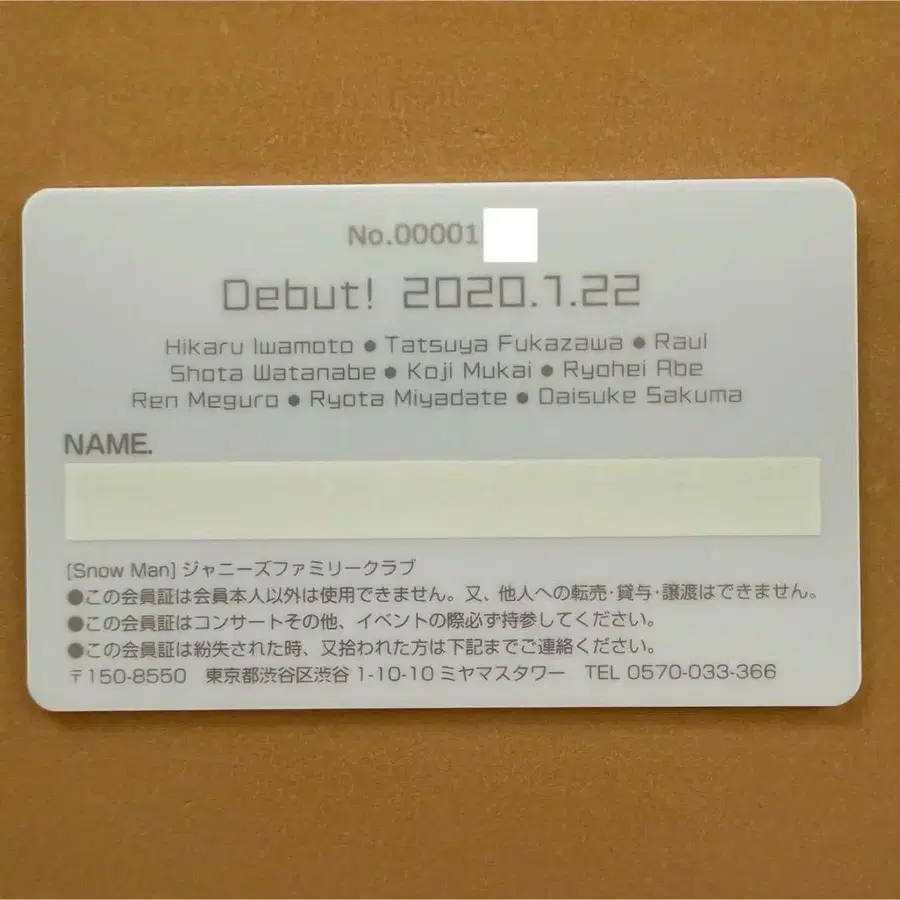 No.00001
Debut! 2020.1.22
Hikaru Iwamoto ● Tatsuya Fukazawa ● Raul
Shota Watanabe ● Koji Mukai ● Ryohei Abe
Ren Meguro ● Ryota Miyadate ● Daisuke Sakuma
NAME.
[Snow Man] ジャニーズファミリークラブ
●この会員証は会員本人以外は使用できません。又、他人への転売･貸与･譲渡はできません。
●この会員証はコンサートその他、イベントの際必ず持参してください。
●この会員証は紛失された時、又拾われた方は下記までご連絡ください。
〒150-8550 東京都渋谷区渋谷 1-10-10 ミヤマスタワー TEL 0570-033-366